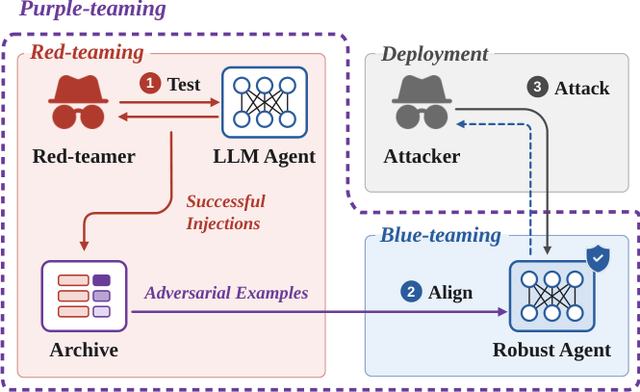 Purple-teaming
Red-teaming
1 Test
Red-teamer
LLM Agent
Successful
Injections
Archive
Adversarial Examples
Deployment
3 Attack
Attacker
Blue-teaming
2 Align
Robust Agent